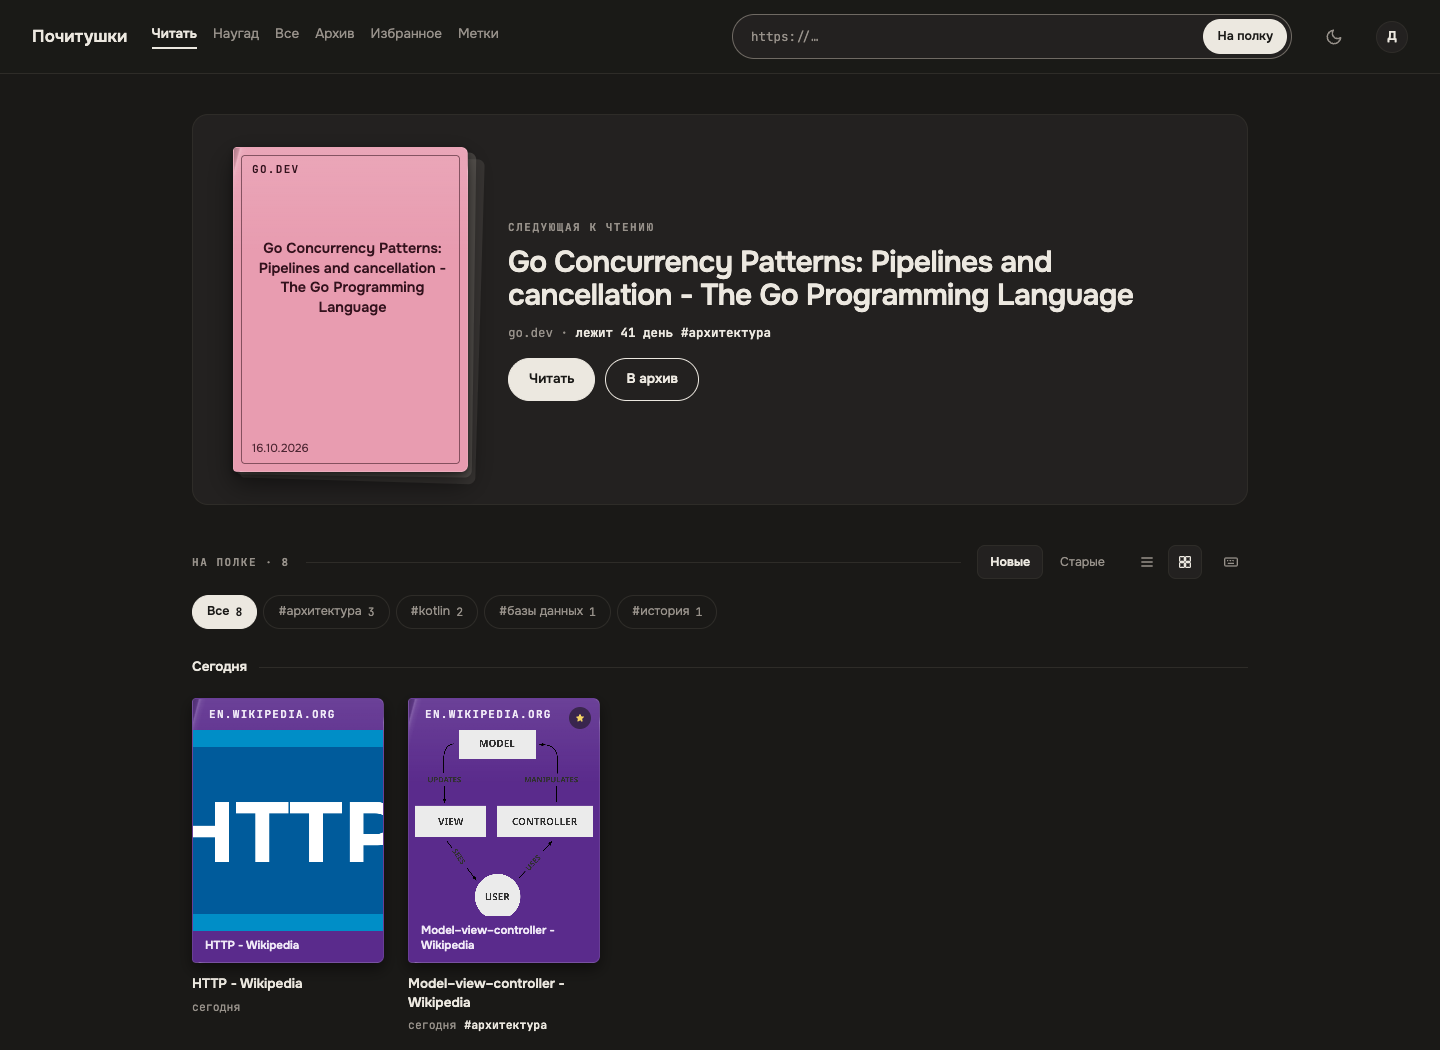 Почитушки
Читать
Наугад
Все
Архив
Избранное
Метки
https://…
На полку
Д
GO.DEV
Go Concurrency Patterns:
Pipelines and cancellation -
The Go Programming
Language
16.10.2026
СЛЕДУЮЩАЯ К ЧТЕНИЮ
Go Concurrency Patterns: Pipelines and
cancellation - The Go Programming Language
go.dev · лежит 41 день #архитектура
Читать
В архив
НА ПОЛКЕ · 8
Новые
Старые
Все 8
#архитектура 3
#kotlin 2
#базы данных 1
#история 1
Сегодня
EN.WIKIPEDIA.ORG
HTTP
HTTP - Wikipedia
HTTP - Wikipedia
сегодня
EN.WIKIPEDIA.ORG
MODEL
UPDATES
MANIPULATES
VIEW
CONTROLLER
SEES
USES
USER
Model–view–controller -
Wikipedia
Model–view–controller -
Wikipedia
сегодня #архитектура